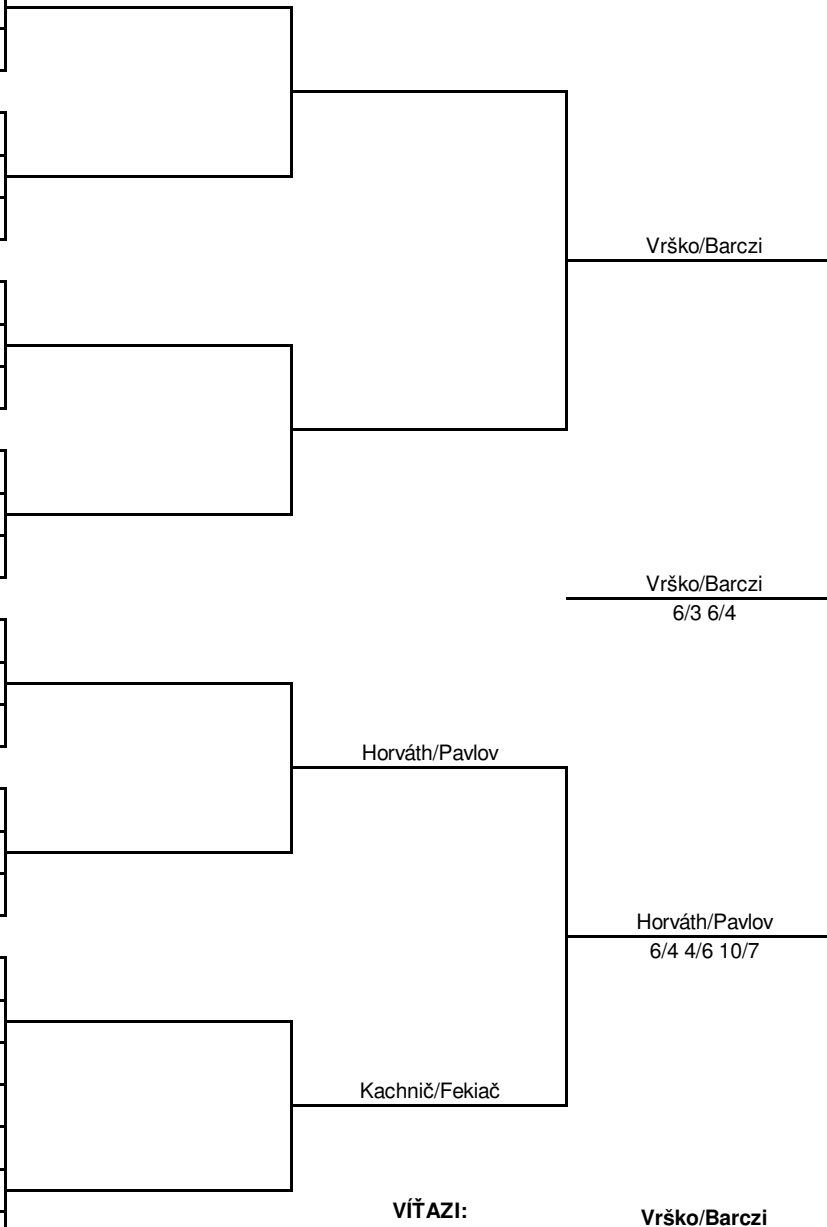 Vrško/Barczi
Vrško/Barczi
6/3 6/4
Horváth/Pavlov
Horváth/Pavlov
6/4 4/6 10/7
Kachnič/Fekiač
VÍŤAZI:
Vrško/Barczi